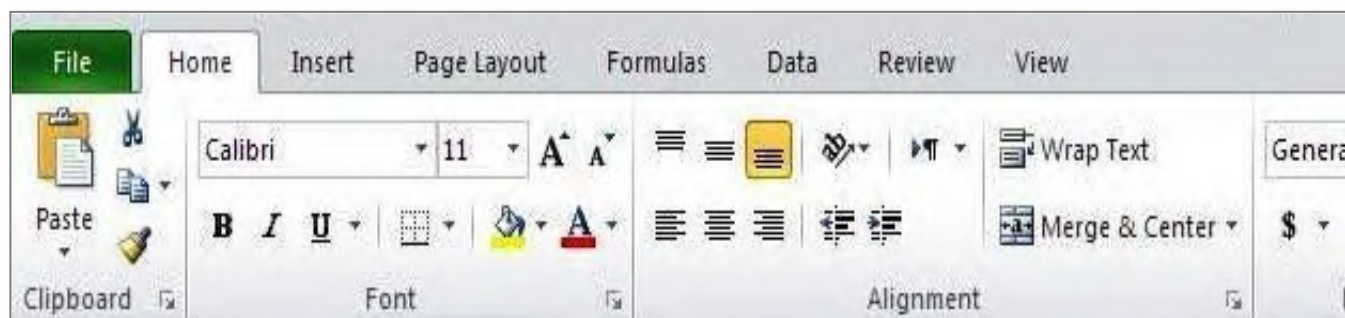 File Home Insert Page Layout Formulas Data Review View
Calibri 11 A A Wrap Text Genera
Paste B I U A Merge & Center $
Clipboard Font Alignment